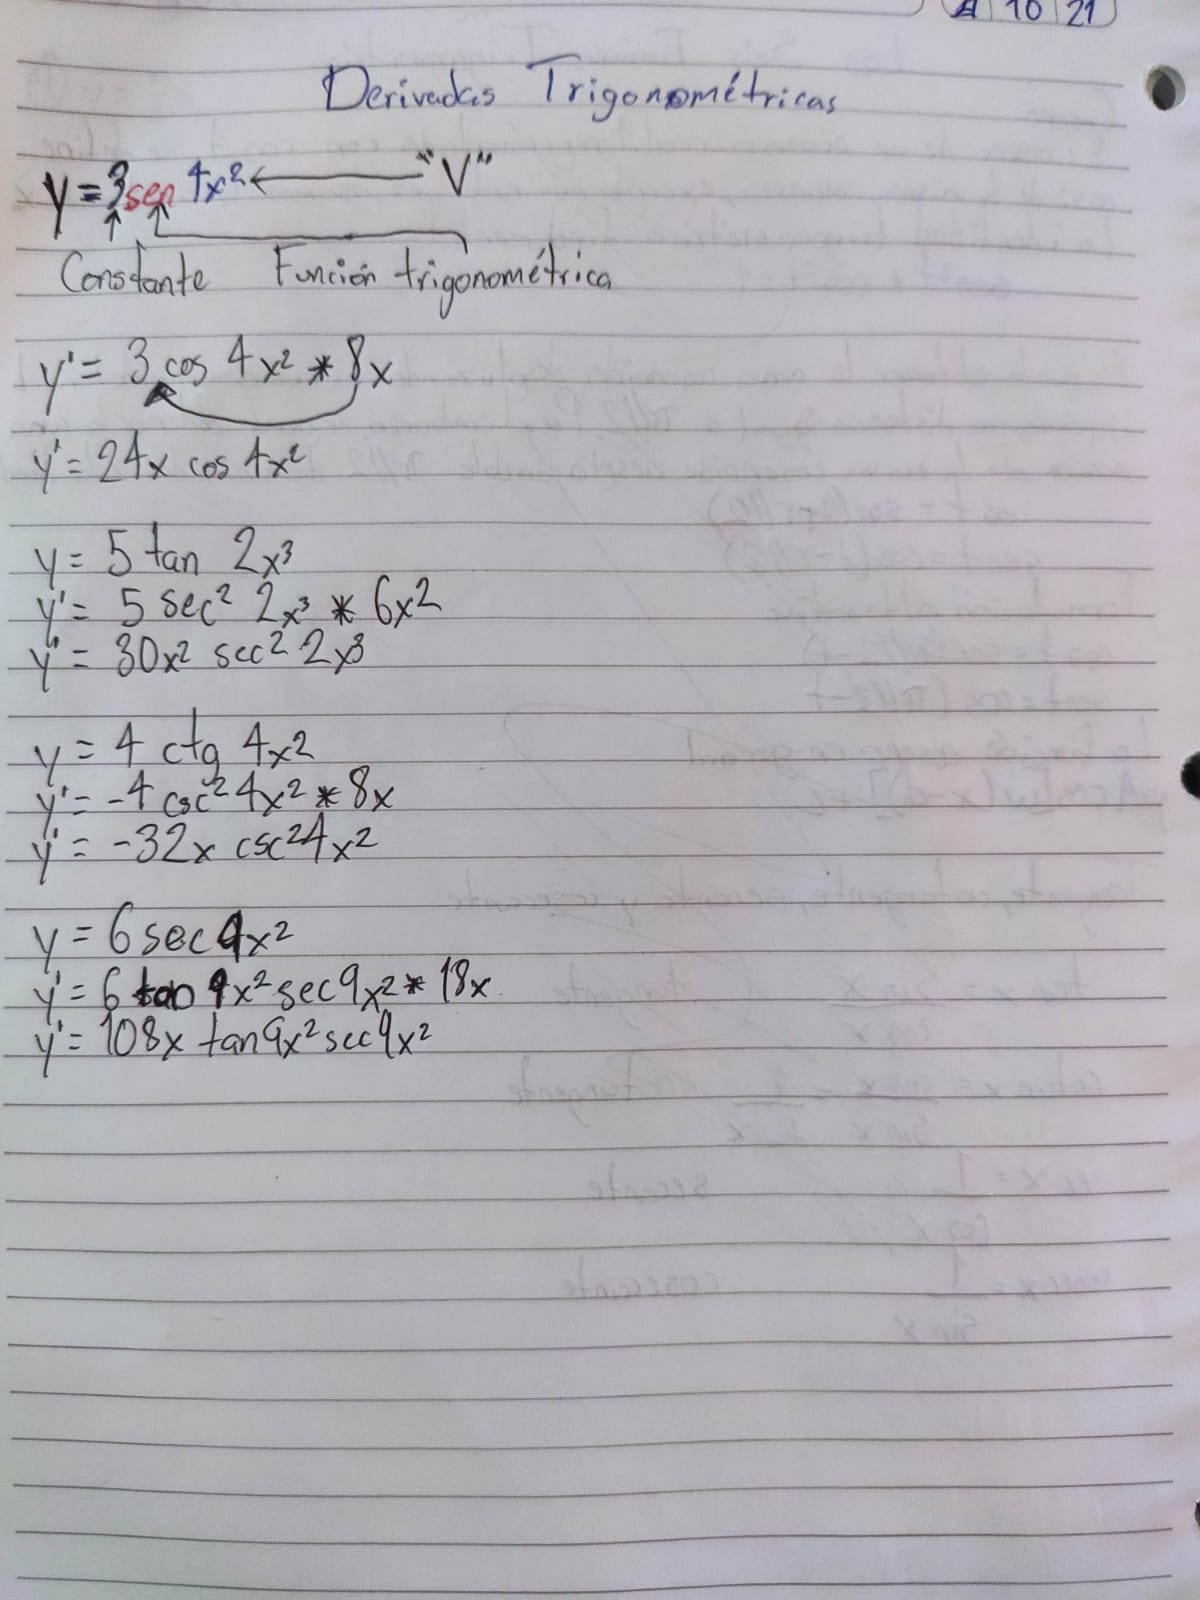 10 21
Derivadas Trigonométricas
y = 3 sen 4x² ← "V"
Constante Función trigonométrica
y' = 3 cos 4x² * 8x
y' = 24x cos 4x²
y = 5 tan 2x³
y' = 5 sec² 2x³ * 6x2
y' = 30x² sec² 2x³
y = 4 ctg 4x²
y' = -4 csc² 4x² * 8x
y' = -32x csc² 4x²
y = 6 sec 9x²
y' = 6 tan 9x² sec 9x² * 18x
y' = 108x tan 9x² sec 9x²